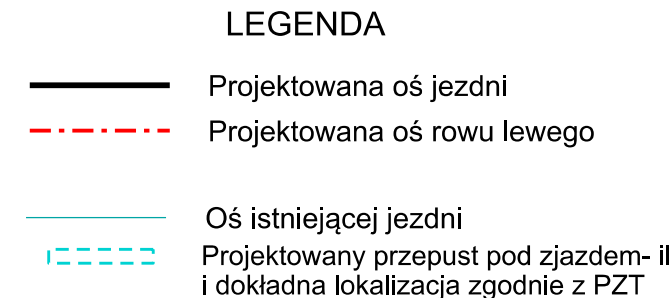 LEGENDA
Projektowana oś jezdni
Projektowana oś rowu lewego
Oś istniejącej jezdni
Projektowany przepust pod zjazdem- il
i dokładna lokalizacja zgodnie z PZT